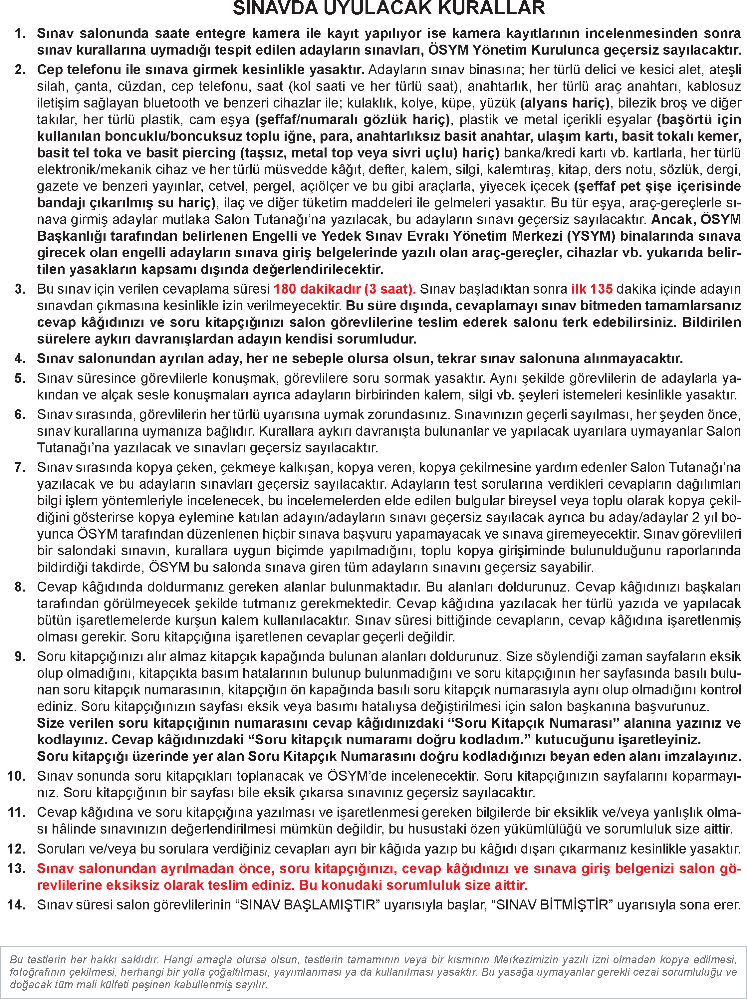 SINAVDA UYULACAK KURALLAR
1. Sınav salonunda saate entegre kamera ile kayıt yapılıyor ise kamera kayıtlarının incelenmesinden sonra
sınav kurallarına uymadığı tespit edilen adayların sınavları, ÖSYM Yönetim Kurulunca geçersiz sayılacaktır.
2. Cep telefonu ile sınava girmek kesinlikle yasaktır. Adayların sınav binasına; her türlü delici ve kesici alet, ateşli
silah, çanta, cüzdan, cep telefonu, saat (kol saati ve her türlü saat), anahtarlık, her türlü araç anahtarı, kablosuz
iletişim sağlayan bluetooth ve benzeri cihazlar ile; kulaklık, kolye, küpe, yüzük (alyans hariç), bilezik broş ve diğer
takılar, her türlü plastik, cam eşya (şeffaf/numaralı gözlük hariç), plastik ve metal içerikli eşyalar (başörtü için
kullanılan boncuklu/boncuksuz toplu iğne, para, anahtarlıksız basit anahtar, ulaşım kartı, basit tokalı kemer,
basit tel toka ve basit piercing (taşsız, metal top veya sivri uçlu) hariç) banka/kredi kartı vb. kartlarla, her türlü
elektronik/mekanik cihaz ve her türlü müsvedde kâğıt, defter, kalem, silgi, kalemtıraş, kitap, ders notu, sözlük, dergi,
gazete ve benzeri yayınlar, cetvel, pergel, açıölçer ve bu gibi araçlarla, yiyecek içecek (şeffaf pet şişe içerisinde
bandajı çıkarılmış su hariç), ilaç ve diğer tüketim maddeleri ile gelmeleri yasaktır. Bu tür eşya, araç-gereçlerle sı-
nava girmiş adaylar mutlaka Salon Tutanağı’na yazılacak, bu adayların sınavı geçersiz sayılacaktır. Ancak, ÖSYM
Başkanlığı tarafından belirlenen Engelli ve Yedek Sınav Evrakı Yönetim Merkezi (YSYM) binalarında sınava
girecek olan engelli adayların sınava giriş belgelerinde yazılı olan araç-gereçler, cihazlar vb. yukarıda belir-
tilen yasakların kapsamı dışında değerlendirilecektir.
3. Bu sınav için verilen cevaplama süresi 180 dakikadır (3 saat). Sınav başladıktan sonra ilk 135 dakika içinde adayın
sınavdan çıkmasına kesinlikle izin verilmeyecektir. Bu süre dışında, cevaplamayı sınav bitmeden tamamlarsanız
cevap kâğıdınızı ve soru kitapçığınızı salon görevlilerine teslim ederek salonu terk edebilirsiniz. Bildirilen
sürelere aykırı davranışlardan adayın kendisi sorumludur.
4. Sınav salonundan ayrılan aday, her ne sebeple olursa olsun, tekrar sınav salonuna alınmayacaktır.
5. Sınav süresince görevlilerle konuşmak, görevlilere soru sormak yasaktır. Aynı şekilde görevlilerin de adaylarla ya-
kından ve alçak sesle konuşmaları ayrıca adayların birbirinden kalem, silgi vb. şeyleri istemeleri kesinlikle yasaktır.
6. Sınav sırasında, görevlilerin her türlü uyarısına uymak zorundasınız. Sınavınızın geçerli sayılması, her şeyden önce,
sınav kurallarına uymanıza bağlıdır. Kurallara aykırı davranışta bulunanlar ve yapılacak uyarılara uymayanlar Salon
Tutanağı’na yazılacak ve sınavları geçersiz sayılacaktır.
7. Sınav sırasında kopya çeken, çekmeye kalkışan, kopya veren, kopya çekilmesine yardım edenler Salon Tutanağı’na
yazılacak ve bu adayların sınavları geçersiz sayılacaktır. Adayların test sorularına verdikleri cevapların dağılımları
bilgi işlem yöntemleriyle incelenecek, bu incelemelerden elde edilen bulgular bireysel veya toplu olarak kopya çekil-
diğini gösterirse kopya eylemine katılan adayın/adayların sınavı geçersiz sayılacak ayrıca bu aday/adaylar 2 yıl bo-
yunca ÖSYM tarafından düzenlenen hiçbir sınava başvuru yapamayacak ve sınava giremeyecektir. Sınav görevlileri
bir salondaki sınavın, kurallara uygun biçimde yapılmadığını, toplu kopya girişiminde bulunulduğunu raporlarında
bildirdiği takdirde, ÖSYM bu salonda sınava giren tüm adayların sınavını geçersiz sayabilir.
8. Cevap kâğıdında doldurmanız gereken alanlar bulunmaktadır. Bu alanları doldurunuz. Cevap kâğıdınızı başkaları
tarafından görülmeyecek şekilde tutmanız gerekmektedir. Cevap kâğıdına yazılacak her türlü yazıda ve yapılacak
bütün işaretlemelerde kurşun kalem kullanılacaktır. Sınav süresi bittiğinde cevapların, cevap kâğıdına işaretlenmiş
olması gerekir. Soru kitapçığına işaretlenen cevaplar geçerli değildir.
9. Soru kitapçığınızı alır almaz kitapçık kapağında bulunan alanları doldurunuz. Size söylendiği zaman sayfaların eksik
olup olmadığını, kitapçıkta basım hatalarının bulunup bulunmadığını ve soru kitapçığının her sayfasında basılı bulu-
nan soru kitapçık numarasının, kitapçığın ön kapağında basılı soru kitapçık numarasıyla aynı olup olmadığını kontrol
ediniz. Soru kitapçığınızın sayfası eksik veya basımı hatalıysa değiştirilmesi için salon başkanına başvurunuz.
Size verilen soru kitapçığının numarasını cevap kâğıdınızdaki “Soru Kitapçık Numarası” alanına yazınız ve
kodlayınız. Cevap kâğıdınızdaki “Soru kitapçık numaramı doğru kodladım.” kutucuğunu işaretleyiniz.
Soru kitapçığı üzerinde yer alan Soru Kitapçık Numarasını doğru kodladığınızı beyan eden alanı imzalayınız.
10. Sınav sonunda soru kitapçıkları toplanacak ve ÖSYM’de incelenecektir. Soru kitapçığınızın sayfalarını koparmayı-
nız. Soru kitapçığının bir sayfası bile eksik çıkarsa sınavınız geçersiz sayılacaktır.
11. Cevap kâğıdına ve soru kitapçığına yazılması ve işaretlenmesi gereken bilgilerde bir eksiklik ve/veya yanlışlık olma-
sı hâlinde sınavınızın değerlendirilmesi mümkün değildir, bu husustaki özen yükümlülüğü ve sorumluluk size aittir.
12. Soruları ve/veya bu sorulara verdiğiniz cevapları ayrı bir kâğıda yazıp bu kâğıdı dışarı çıkarmanız kesinlikle yasaktır.
13. Sınav salonundan ayrılmadan önce, soru kitapçığınızı, cevap kâğıdınızı ve sınava giriş belgenizi salon gö-
revlilerine eksiksiz olarak teslim ediniz. Bu konudaki sorumluluk size aittir.
14. Sınav süresi salon görevlilerinin “SINAV BAŞLAMIŞTIR” uyarısıyla başlar, “SINAV BİTMİŞTİR” uyarısıyla sona erer.
Bu testlerin her hakkı saklıdır. Hangi amaçla olursa olsun, testlerin tamamının veya bir kısmının Merkezimizin yazılı izni olmadan kopya edilmesi,
fotoğrafının çekilmesi, herhangi bir yolla çoğaltılması, yayımlanması ya da kullanılması yasaktır. Bu yasağa uymayanlar gerekli cezai sorumluluğu ve
doğacak tüm mali külfeti peşinen kabullenmiş sayılır.